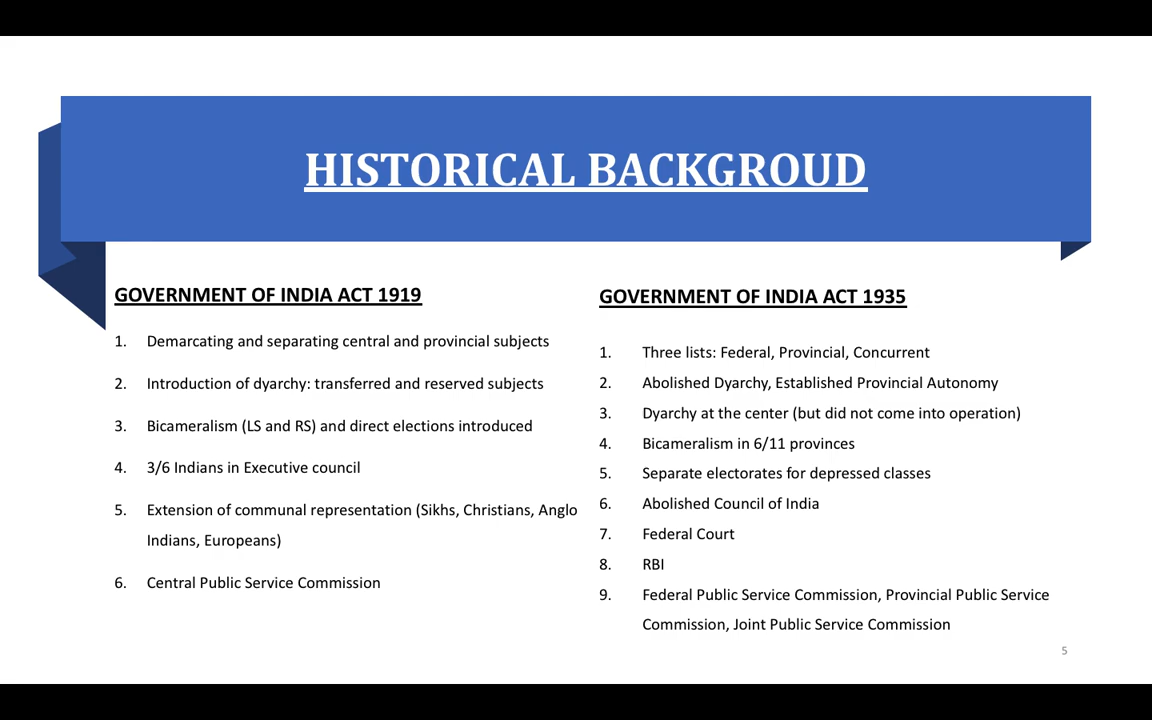 HISTORICAL BACKGROUD
GOVERNMENT OF INDIA ACT 1919
1. Demarcating and separating central and provincial subjects
2. Introduction of dyarchy: transferred and reserved subjects
3. Bicameralism (LS and RS) and direct elections introduced
4. 3/6 Indians in Executive council
5. Extension of communal representation (Sikhs, Christians, Anglo
Indians, Europeans)
6. Central Public Service Commission
GOVERNMENT OF INDIA ACT 1935
1. Three lists: Federal, Provincial, Concurrent
2. Abolished Dyarchy, Established Provincial Autonomy
3. Dyarchy at the center (but did not come into operation)
4. Bicameralism in 6/11 provinces
5. Separate electorates for depressed classes
6. Abolished Council of India
7. Federal Court
8. RBI
9. Federal Public Service Commission, Provincial Public Service
Commission, Joint Public Service Commission
5